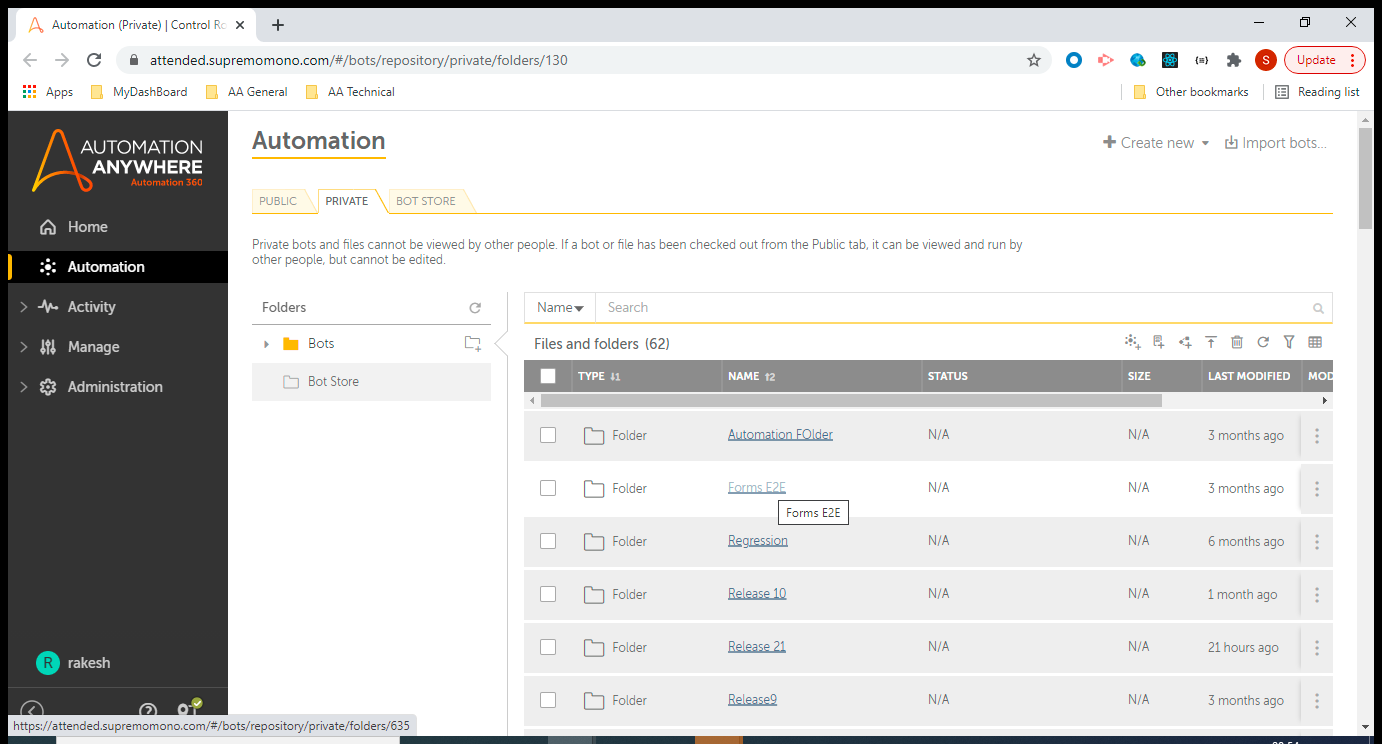 Automation (Private) | Control Ro
attended.supremomono.com/#/bots/repository/private/folders/130
S
Update
Apps
MyDashBoard
AA General
AA Technical
Other bookmarks
Reading list
AUTOMATION
ANYWHERE
Automation 360
Home
Automation
Activity
Manage
Administration
R
rakesh
https://attended.supremomono.com/#/bots/repository/private/folders/635
Automation
Create new
Import bots...
PUBLIC
PRIVATE
BOT STORE
Private bots and files cannot be viewed by other people. If a bot or file has been checked out from the Public tab, it can be viewed and run by
other people, but cannot be edited.
Folders
Bots
Bot Store
Name
Search
Files and folders (62)
TYPE NAME STATUS SIZE LAST MODIFIED MOD
Folder Automation FOlder N/A N/A 3 months ago
Folder Forms E2E N/A N/A 3 months ago
Forms E2E
Folder Regression N/A N/A 6 months ago
Folder Release 10 N/A N/A 1 month ago
Folder Release 21 N/A N/A 21 hours ago
Folder Release9 N/A N/A 3 months ago